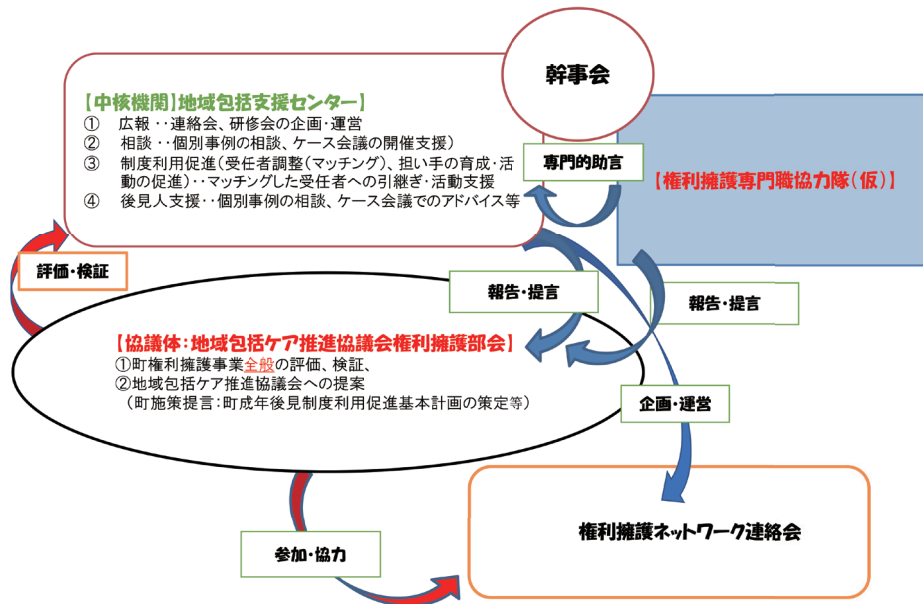 幹事会
【中核機関】地域包括支援センター】
① 広報‥連絡会、研修会の企画・運営
② 相談‥個別事例の相談、ケース会議の開催支援)
③ 制度利用促進(受任者調整(マッチング)、担い手の育成・活
動の促進)‥マッチングした受任者への引継ぎ・活動支援
④ 後見人支援‥個別事例の相談、ケース会議でのアドバイス等
専門的助言
【権利擁護専門職協力隊(仮)】
評価・検証
報告・提言
報告・提言
【協議体:地域包括ケア推進協議会権利擁護部会】
①町権利擁護事業全般の評価、検証、
②地域包括ケア推進協議会への提案
(町施策提言:町成年後見制度利用促進基本計画の策定等)
企画・運営
権利擁護ネットワーク連絡会
参加・協力